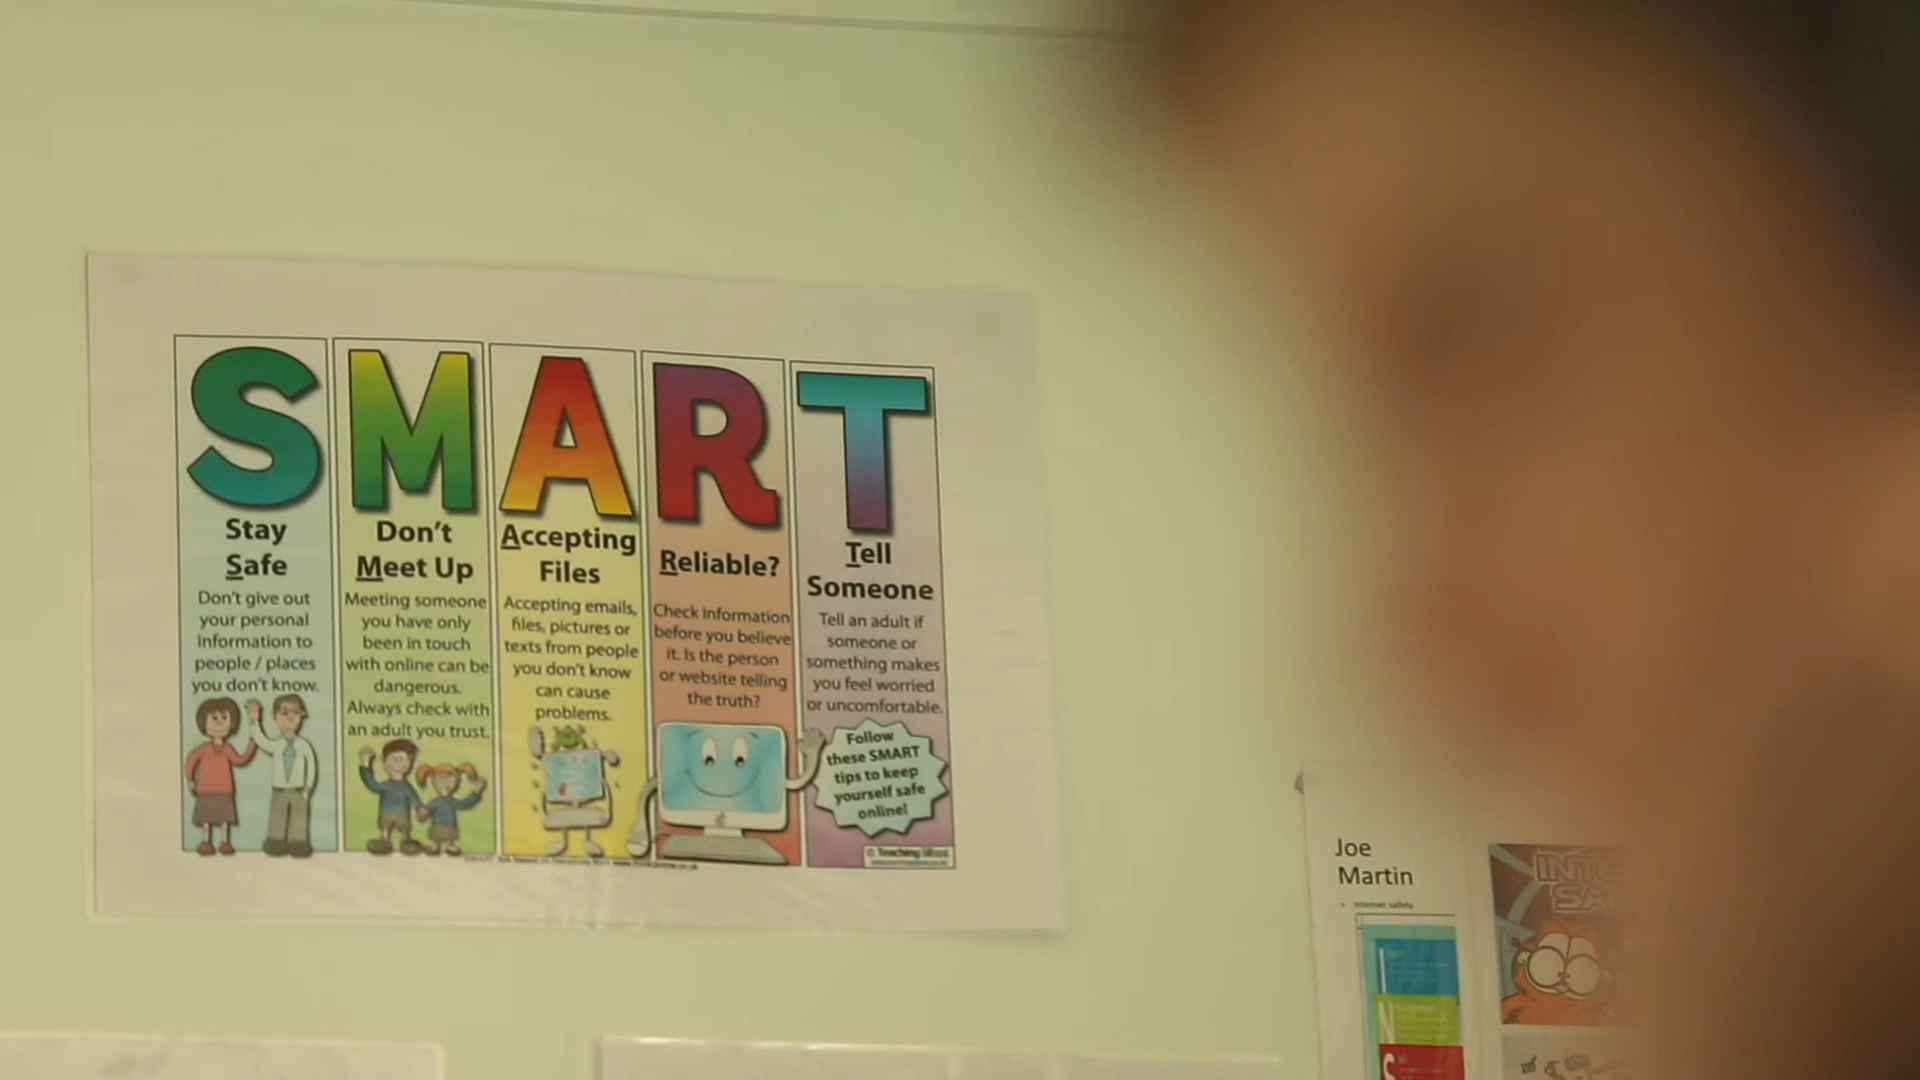 SMART
Stay
Safe
Don't give out
your personal
information to
people / places
you don't know.
Don't
Meet Up
Meeting someone
you have only
been in touch
with online can be
dangerous.
Always check with
an adult you trust.
Accepting
Files
Accepting emails,
files, pictures or
texts from people
you don't know
can cause
problems.
Reliable?
Check information
before you believe
it. Is the person
or website telling
the truth?
Tell
Someone
Tell an adult if
someone or
something makes
you feel worried
or uncomfortable.
Follow
these SMART
tips to keep
yourself safe
online!
© Teaching
Joe
Martin
Internet safety